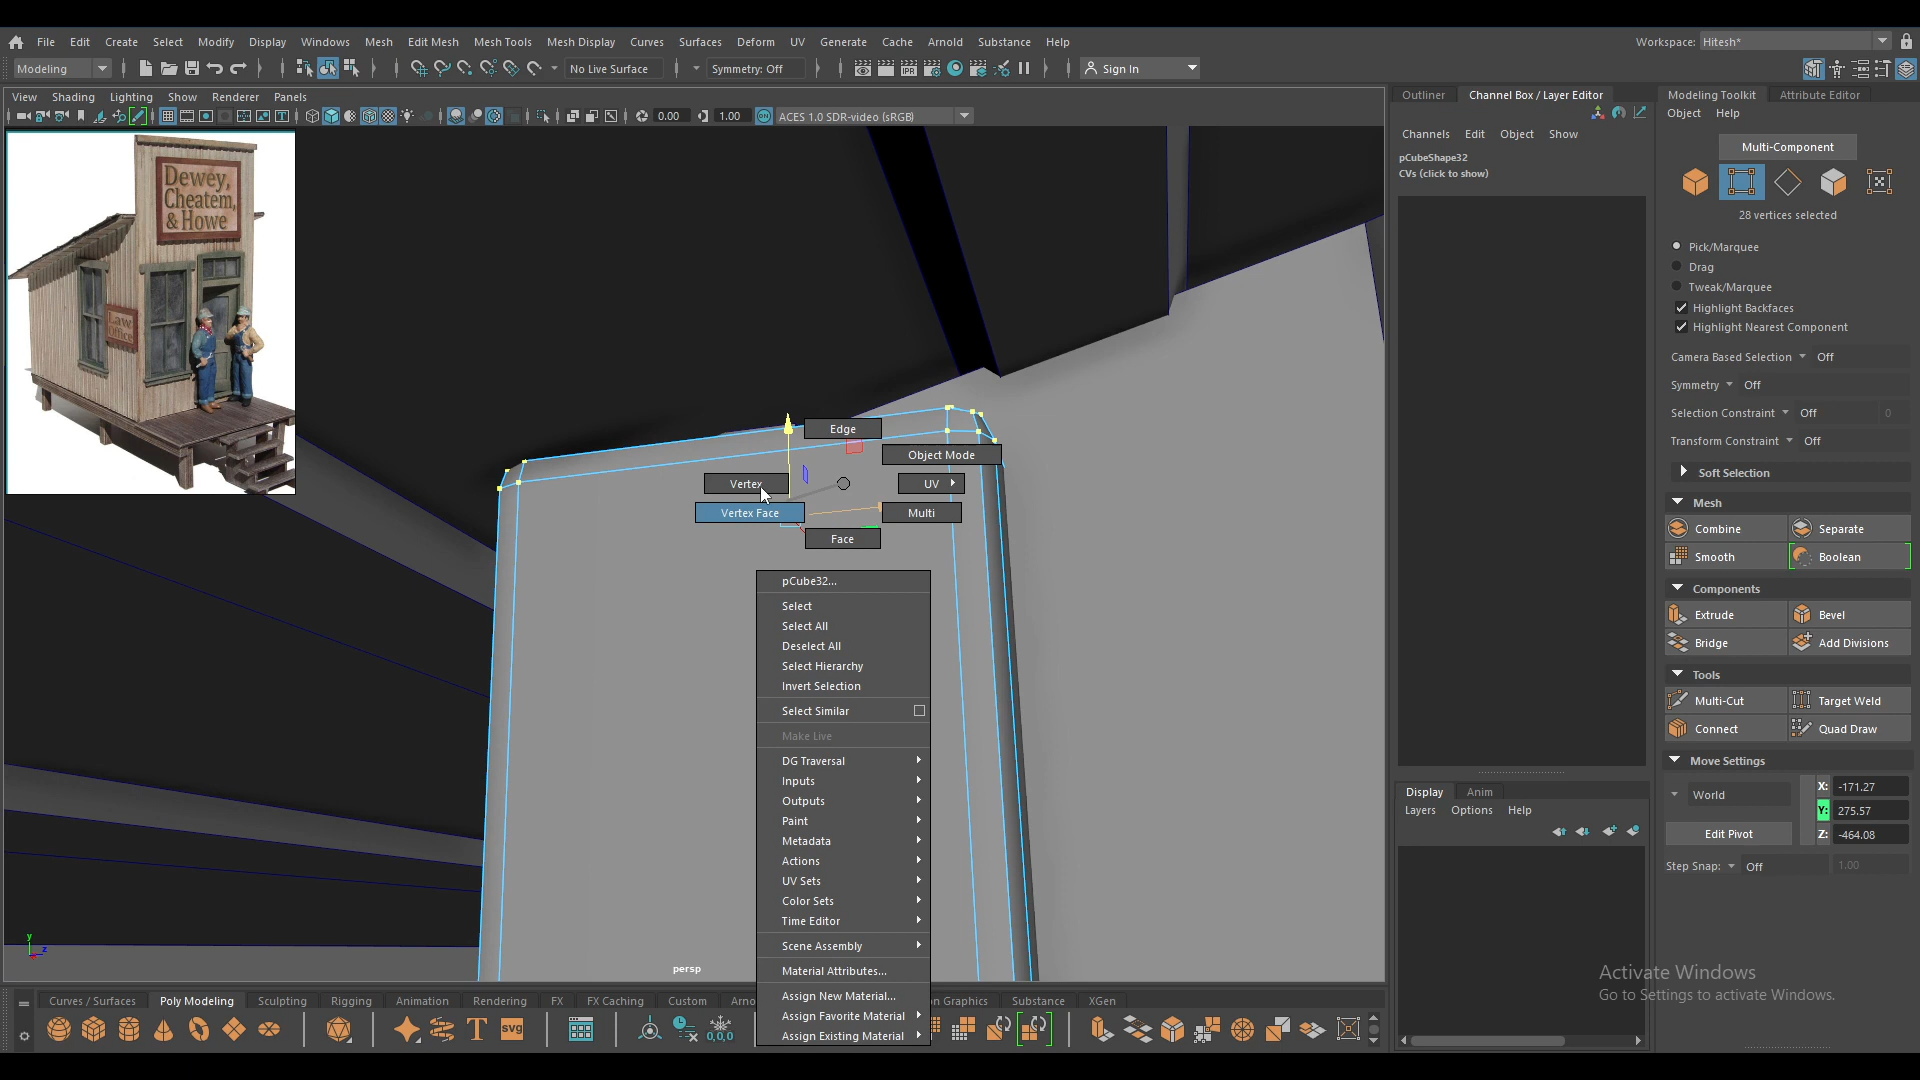 File Edit Create Select Modify Display Windows Mesh Edit Mesh Mesh Tools Mesh Display Curves Surfaces Deform UV Generate Cache Arnold Substance Help
Workspace: Hitesh*
Modeling
No Live Surface
Symmetry: Off
Sign In
View Shading Lighting Show Renderer Panels
0.00
1.00
ACES 1.0 SDR-video (sRGB)
Dewey,
Cheatem,
& Howe
Law
Office
Edge
Object Mode
Vertex
UV
Vertex Face
Multi
Face
pCube32...
Select
Select All
Deselect All
Select Hierarchy
Invert Selection
Select Similar
Make Live
DG Traversal
Inputs
Outputs
Paint
Metadata
Actions
UV Sets
Color Sets
Time Editor
Scene Assembly
Material Attributes...
Assign New Material...
Assign Favorite Material
Assign Existing Material
persp
y
z
Outliner
Channel Box / Layer Editor
Channels Edit Object Show
pCubeShape32
CVs (click to show)
Display
Anim
Layers Options Help
Modeling Toolkit
Attribute Editor
Object Help
Multi-Component
28 vertices selected
Pick/Marquee
Drag
Tweak/Marquee
Highlight Backfaces
Highlight Nearest Component
Camera Based Selection Off
Symmetry Off
Selection Constraint Off 0
Transform Constraint Off
Soft Selection
Mesh
Combine
Separate
Smooth
Boolean
Components
Extrude
Bevel
Bridge
Add Divisions
Tools
Multi-Cut
Target Weld
Connect
Quad Draw
Move Settings
World
X: -171.27
Y: 275.57
Edit Pivot
Z: -464.08
Step Snap: Off 1.00
Activate Windows
Go to Settings to activate Windows.
Curves / Surfaces Poly Modeling Sculpting Rigging Animation Rendering FX FX Caching Custom Arno
on Graphics Substance XGen
T
SVG
0,0,0